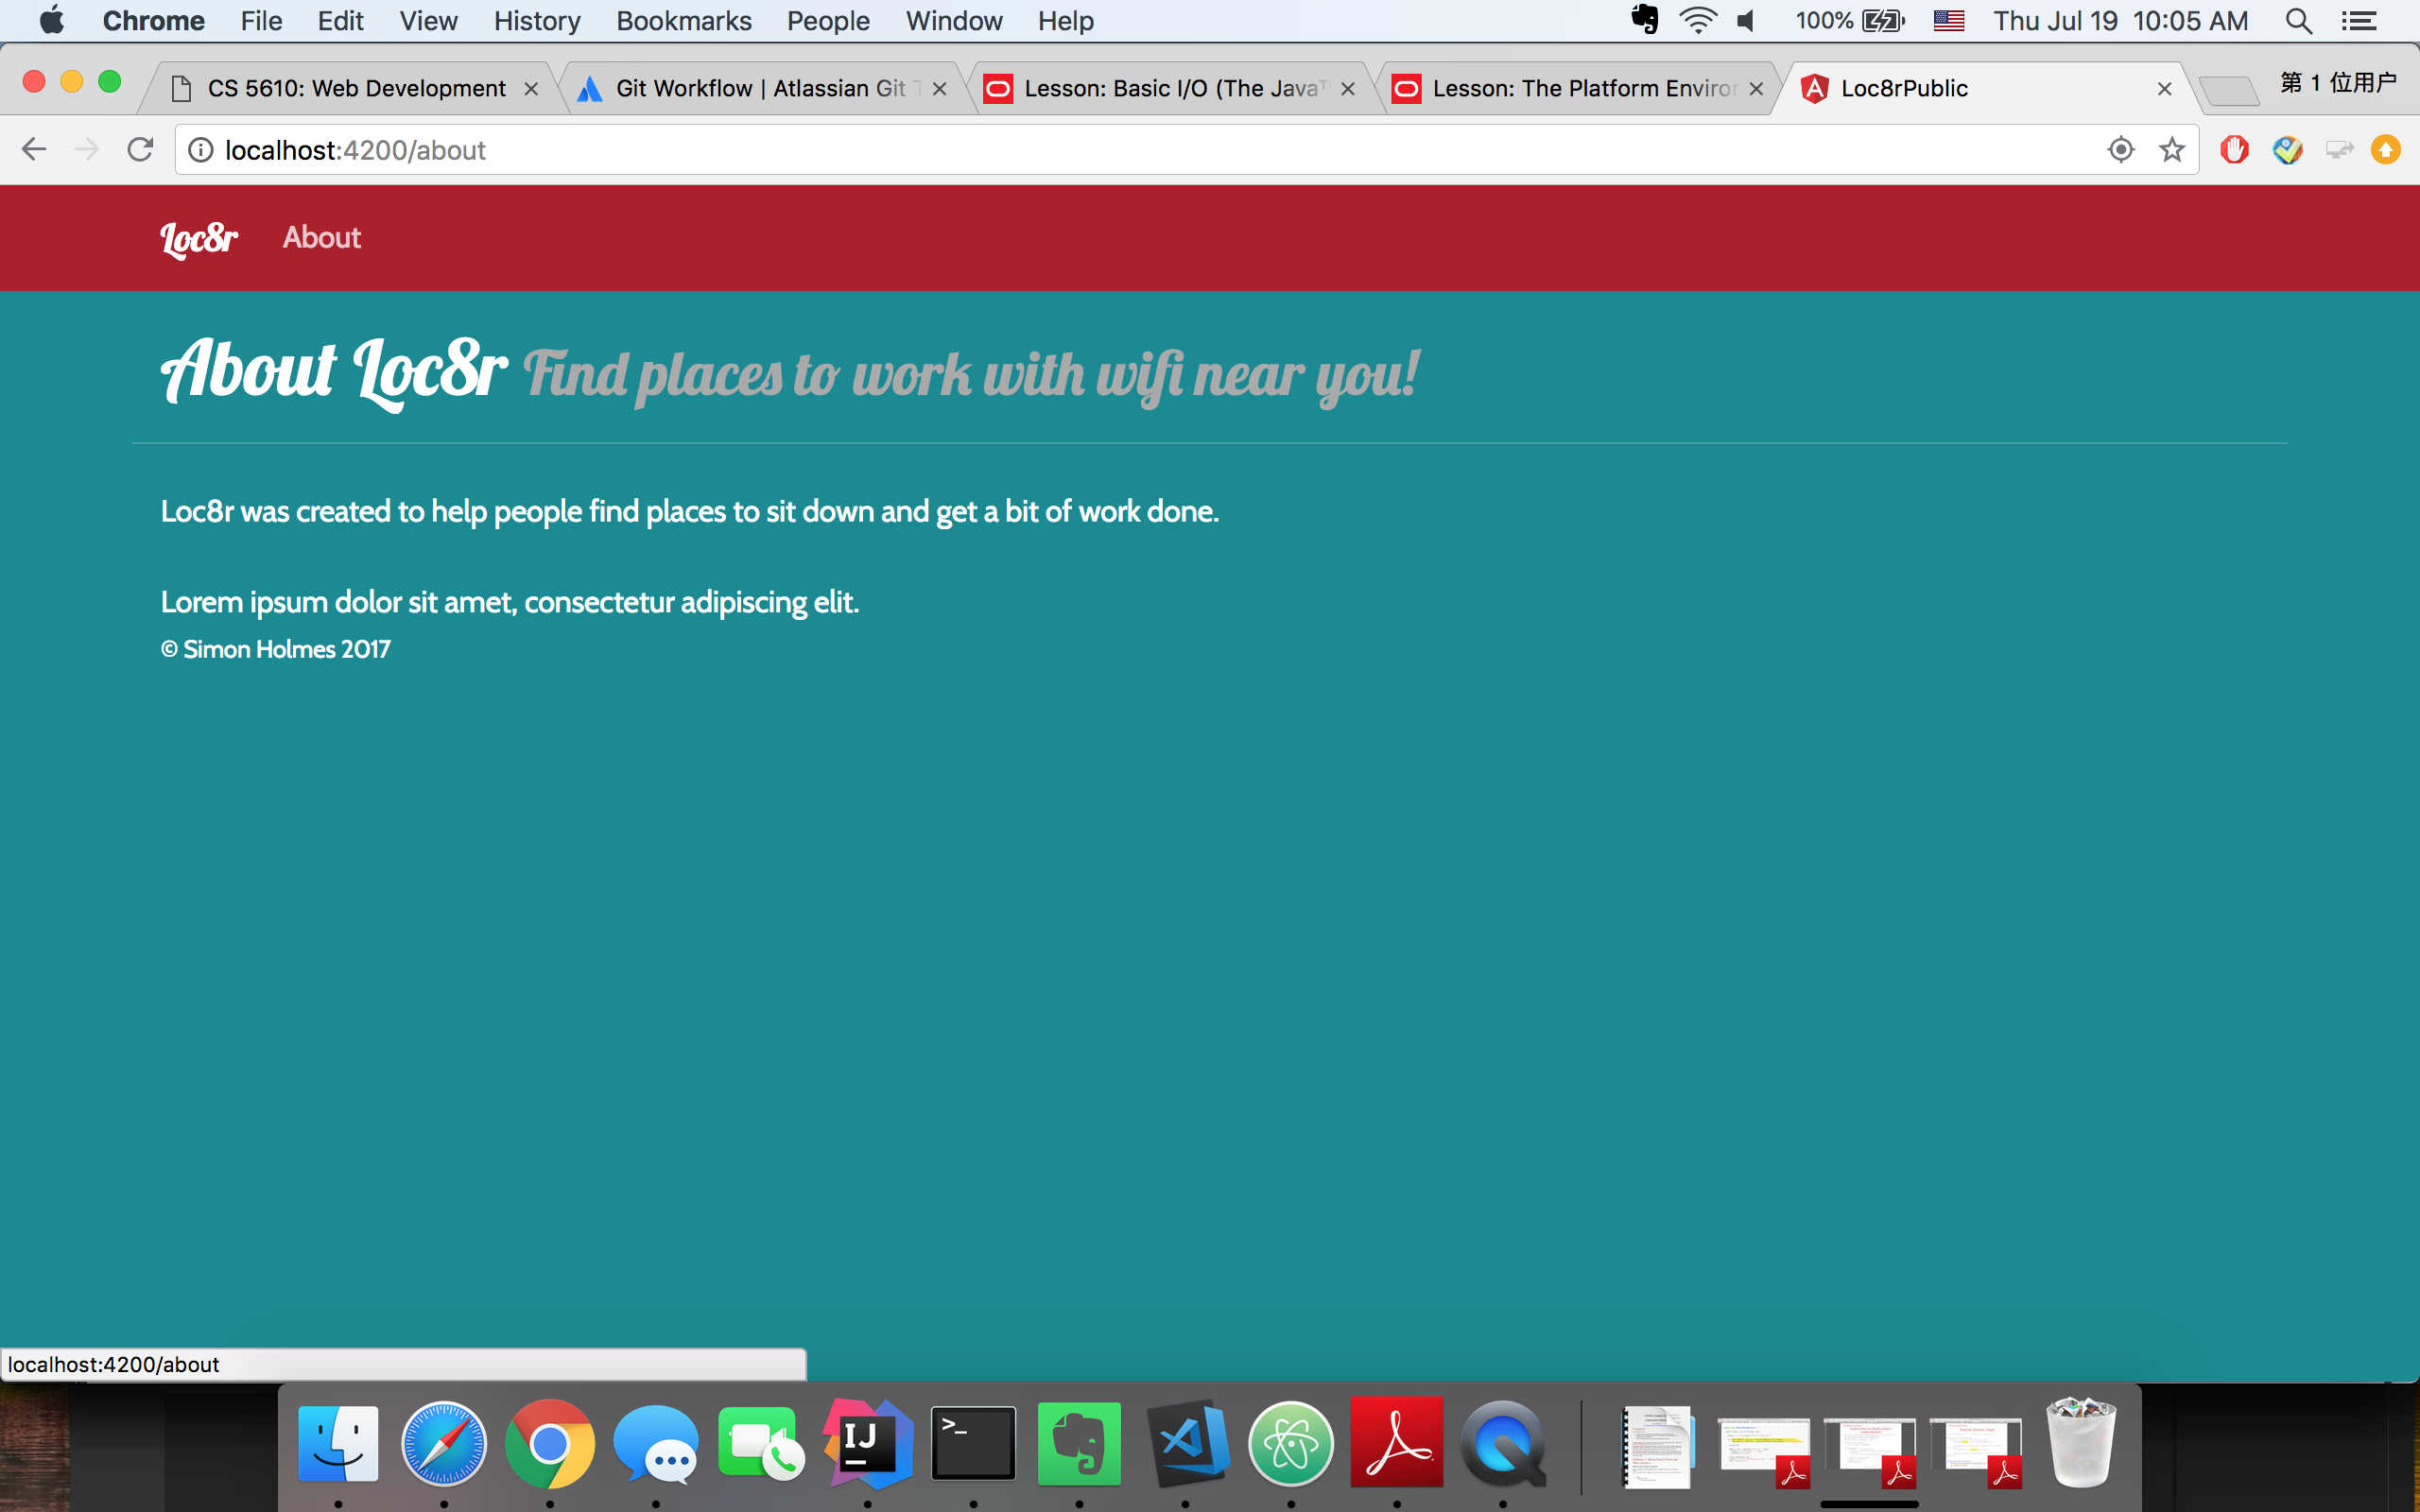 Chrome File Edit View History Bookmarks People Window Help 100% Thu Jul 19 10:05 AM
CS 5610: Web Development Git Workflow | Atlassian Git T Lesson: Basic I/O (The Java™ Lesson: The Platform Enviro Loc8rPublic 第 1 位用户
localhost:4200/about
Loc8r About
About Loc8r Find places to work with wifi near you!
Loc8r was created to help people find places to sit down and get a bit of work done.
Lorem ipsum dolor sit amet, consectetur adipiscing elit.
© Simon Holmes 2017
localhost:4200/about
IJ >_